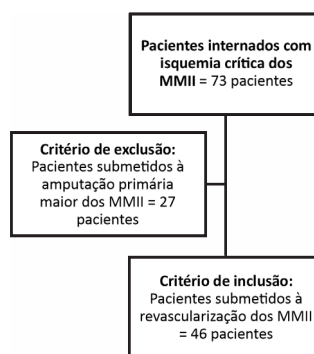 Pacientes internados com
isquemia crítica dos
MMII = 73 pacientes
Critério de exclusão:
Pacientes submetidos à
amputação primária
maior dos MMII = 27
pacientes
Critério de inclusão:
Pacientes submetidos à
revascularização dos MMII
= 46 pacientes